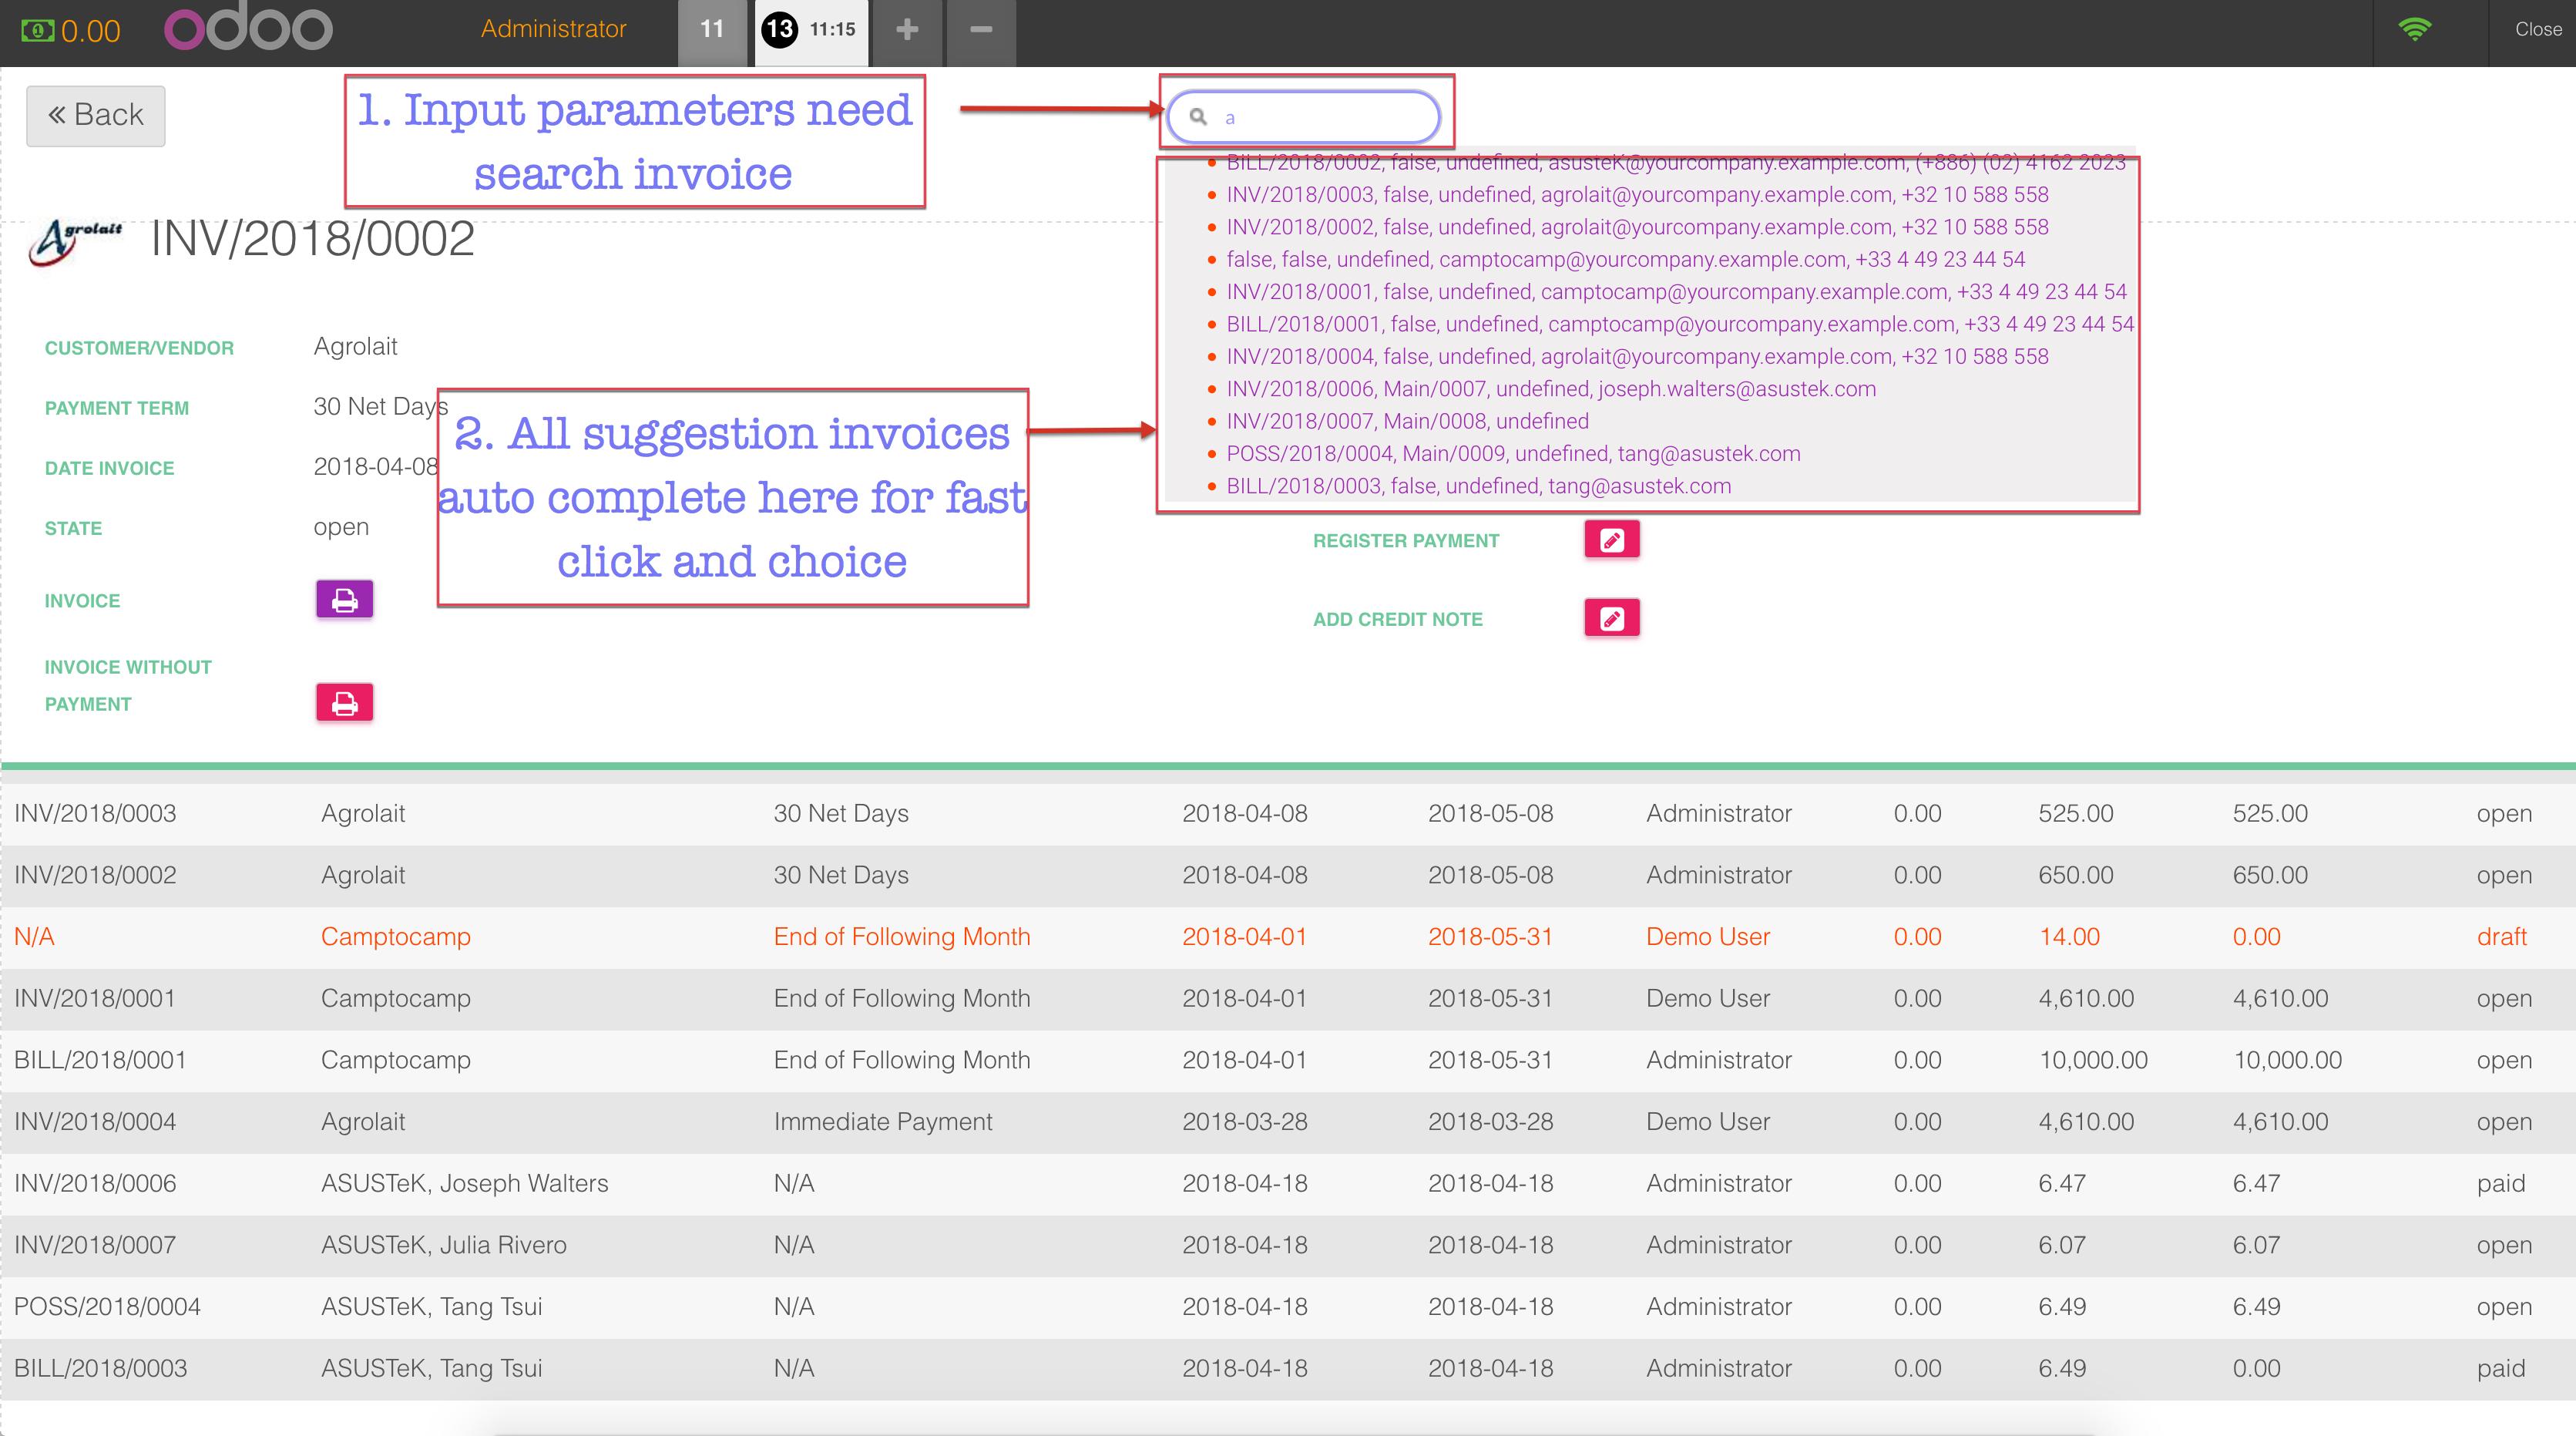 0.00 odoo Administrator 11 13 11:15 + − Close
« Back
1. Input parameters need
search invoice
a
BILL/2018/0002, false, undefined, asusteK@yourcompany.example.com, (+886) (02) 4162 2023
INV/2018/0003, false, undefined, agrolait@yourcompany.example.com, +32 10 588 558
INV/2018/0002, false, undefined, agrolait@yourcompany.example.com, +32 10 588 558
false, false, undefined, camptocamp@yourcompany.example.com, +33 4 49 23 44 54
INV/2018/0001, false, undefined, camptocamp@yourcompany.example.com, +33 4 49 23 44 54
BILL/2018/0001, false, undefined, camptocamp@yourcompany.example.com, +33 4 49 23 44 54
INV/2018/0004, false, undefined, agrolait@yourcompany.example.com, +32 10 588 558
INV/2018/0006, Main/0007, undefined, joseph.walters@asustek.com
INV/2018/0007, Main/0008, undefined
POSS/2018/0004, Main/0009, undefined, tang@asustek.com
BILL/2018/0003, false, undefined, tang@asustek.com
Agrolait INV/2018/0002
CUSTOMER/VENDOR Agrolait
PAYMENT TERM 30 Net Days
DATE INVOICE 2018-04-08
STATE open
INVOICE
INVOICE WITHOUT
PAYMENT
2. All suggestion invoices
auto complete here for fast
click and choice
REGISTER PAYMENT
ADD CREDIT NOTE
INV/2018/0003 Agrolait 30 Net Days 2018-04-08 2018-05-08 Administrator 0.00 525.00 525.00 open
INV/2018/0002 Agrolait 30 Net Days 2018-04-08 2018-05-08 Administrator 0.00 650.00 650.00 open
N/A Camptocamp End of Following Month 2018-04-01 2018-05-31 Demo User 0.00 14.00 0.00 draft
INV/2018/0001 Camptocamp End of Following Month 2018-04-01 2018-05-31 Demo User 0.00 4,610.00 4,610.00 open
BILL/2018/0001 Camptocamp End of Following Month 2018-04-01 2018-05-31 Administrator 0.00 10,000.00 10,000.00 open
INV/2018/0004 Agrolait Immediate Payment 2018-03-28 2018-03-28 Demo User 0.00 4,610.00 4,610.00 open
INV/2018/0006 ASUSTeK, Joseph Walters N/A 2018-04-18 2018-04-18 Administrator 0.00 6.47 6.47 paid
INV/2018/0007 ASUSTeK, Julia Rivero N/A 2018-04-18 2018-04-18 Administrator 0.00 6.07 6.07 open
POSS/2018/0004 ASUSTeK, Tang Tsui N/A 2018-04-18 2018-04-18 Administrator 0.00 6.49 6.49 open
BILL/2018/0003 ASUSTeK, Tang Tsui N/A 2018-04-18 2018-04-18 Administrator 0.00 6.49 0.00 paid